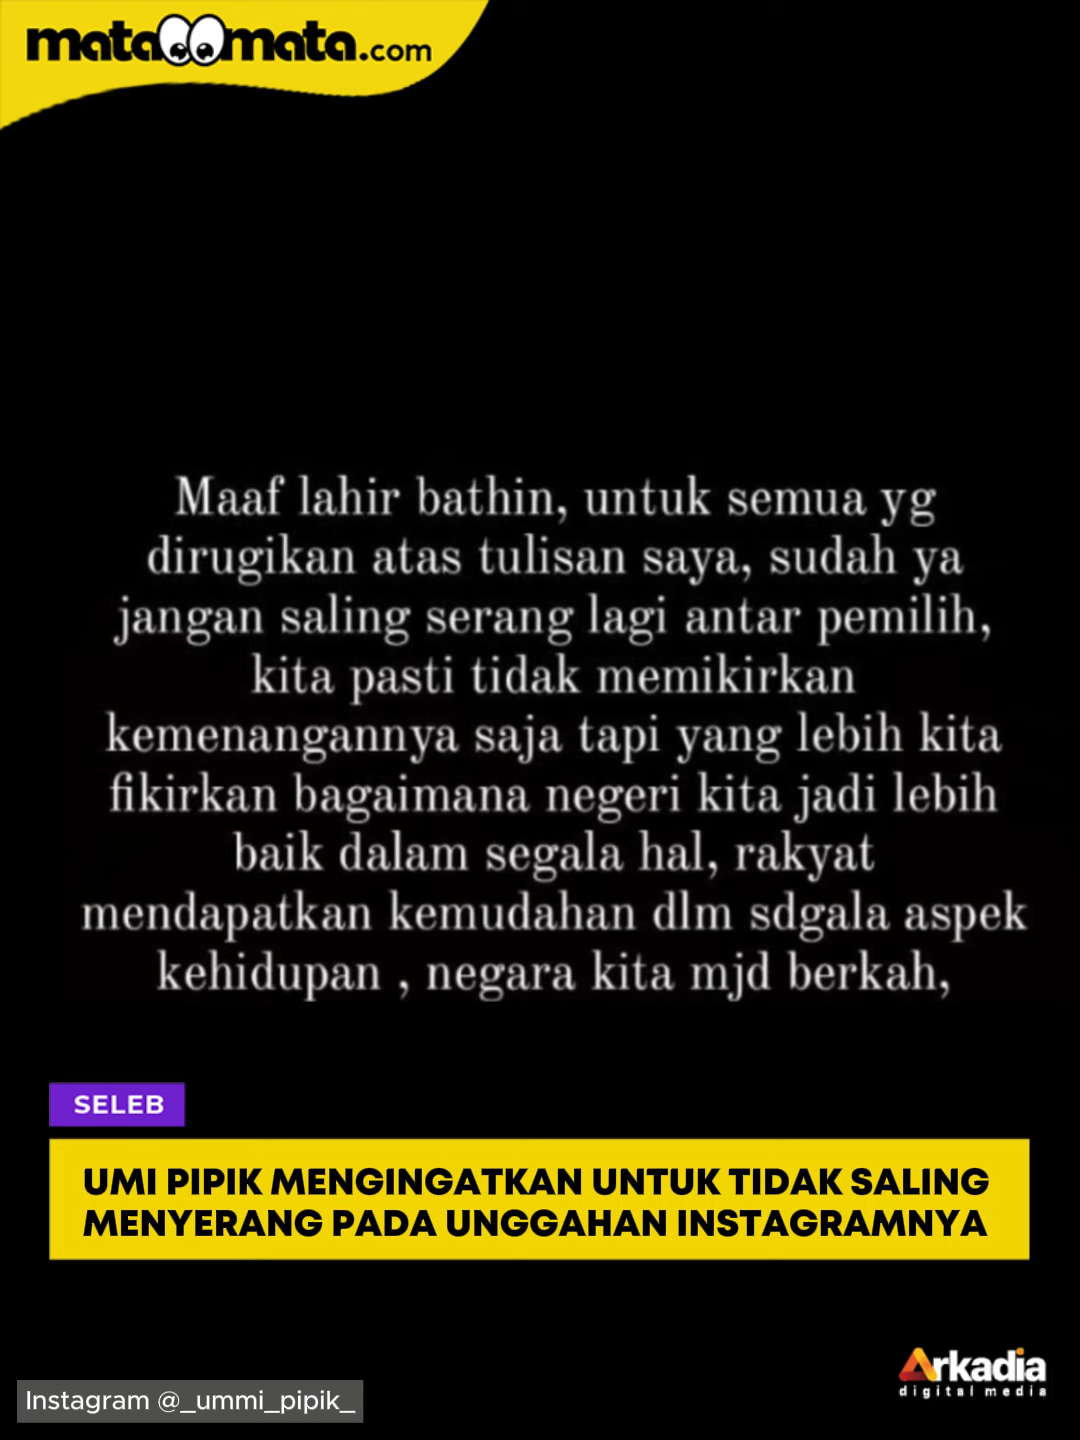 matamata.com
Maaf lahir bathin, untuk semua yg
dirugikan atas tulisan saya, sudah ya
jangan saling serang lagi antar pemilih,
kita pasti tidak memikirkan
kemenangannya saja tapi yang lebih kita
fikirkan bagaimana negeri kita jadi lebih
baik dalam segala hal, rakyat
mendapatkan kemudahan dlm sdgala aspek
kehidupan , negara kita mjd berkah,
SELEB
UMI PIPIK MENGINGATKAN UNTUK TIDAK SALING
MENYERANG PADA UNGGAHAN INSTAGRAMNYA
Arkadia
digital media
Instagram @_ummi_pipik_